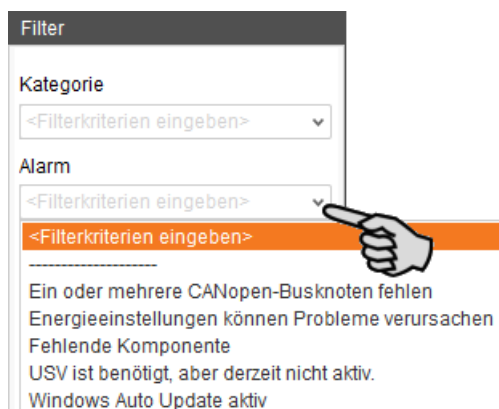 Filter
Kategorie
<Filterkriterien eingeben>
Alarm
<Filterkriterien eingeben>
<Filterkriterien eingeben>
--------------------
Ein oder mehrere CANopen-Busknoten fehlen
Energieeinstellungen können Probleme verursachen
Fehlende Komponente
USV ist benötigt, aber derzeit nicht aktiv.
Windows Auto Update aktiv